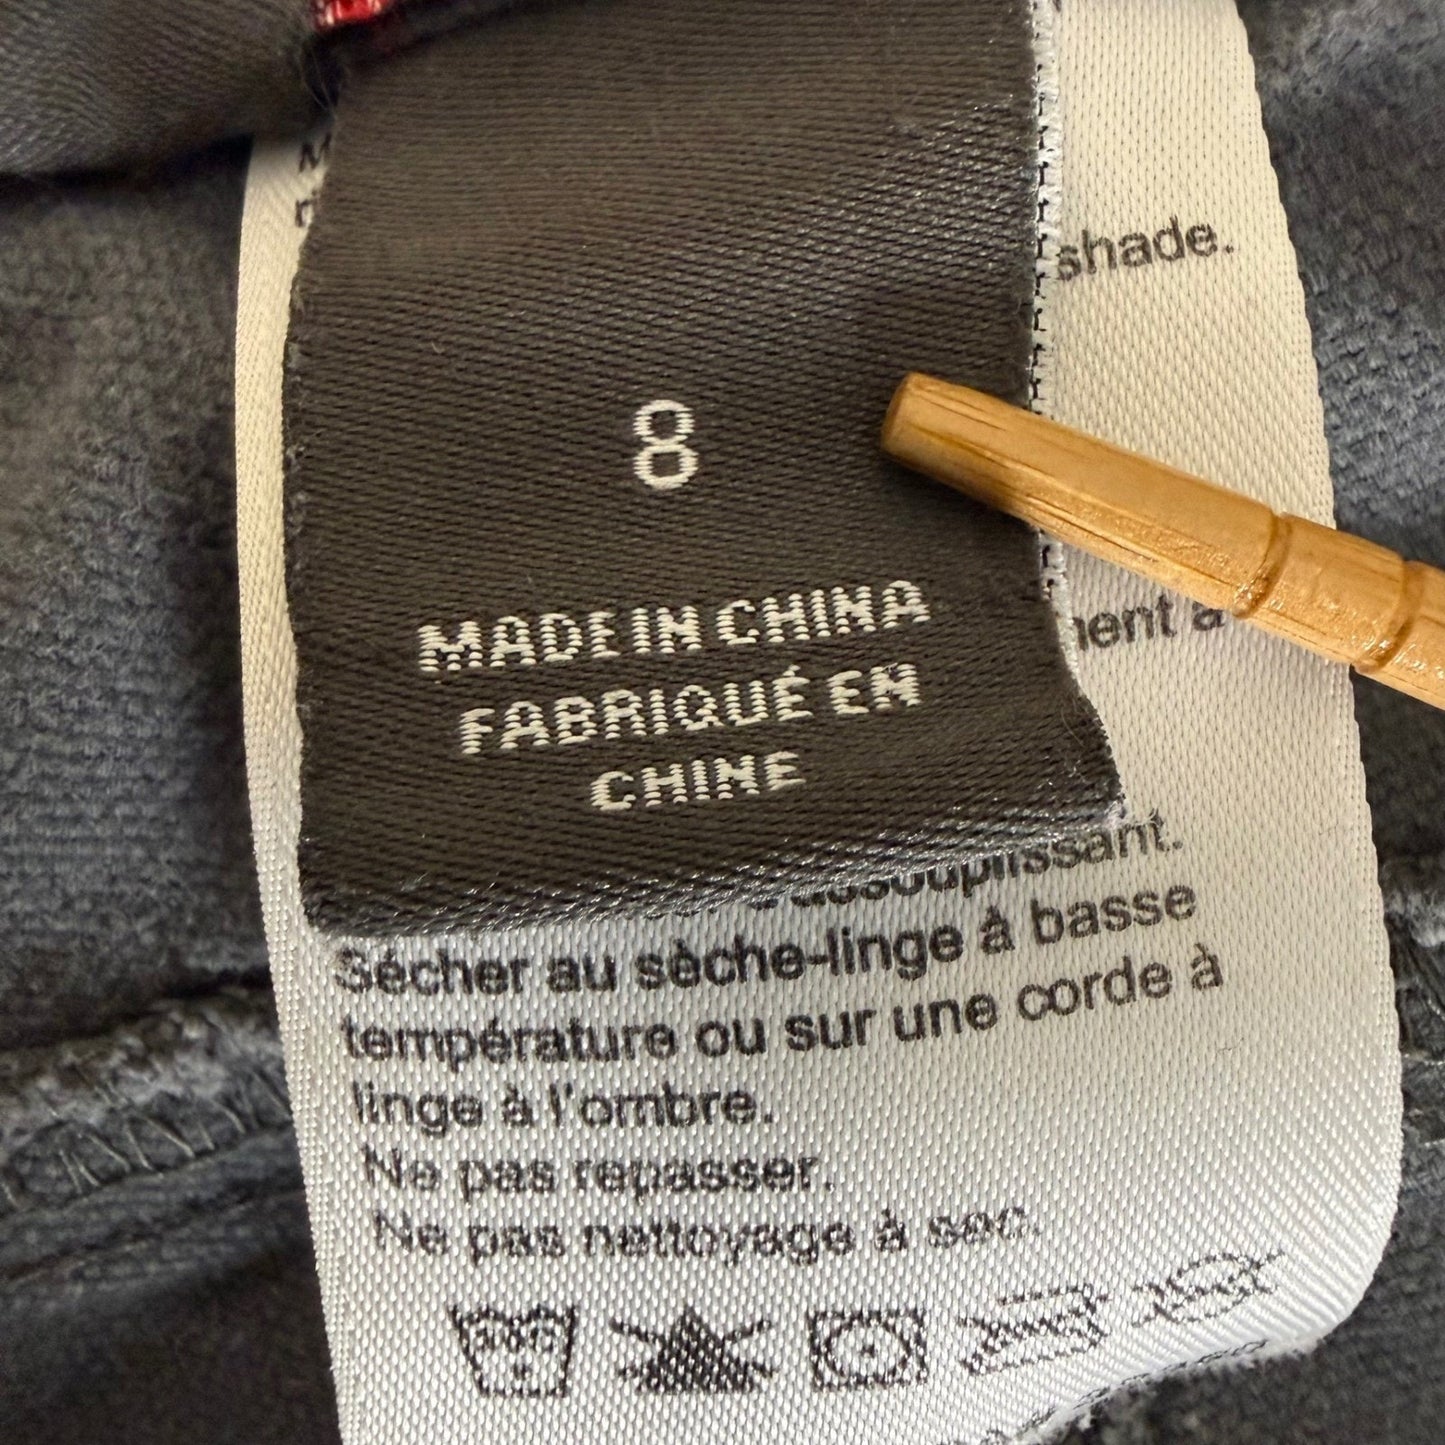 shade.
8
MADE IN CHINA
FABRIQUÉ EN
CHINE
d'assouplissant.
Sécher au sèche-linge à basse
température ou sur une corde à
linge à l'ombre.
Ne pas repasser.
Ne pas nettoyage à sec.